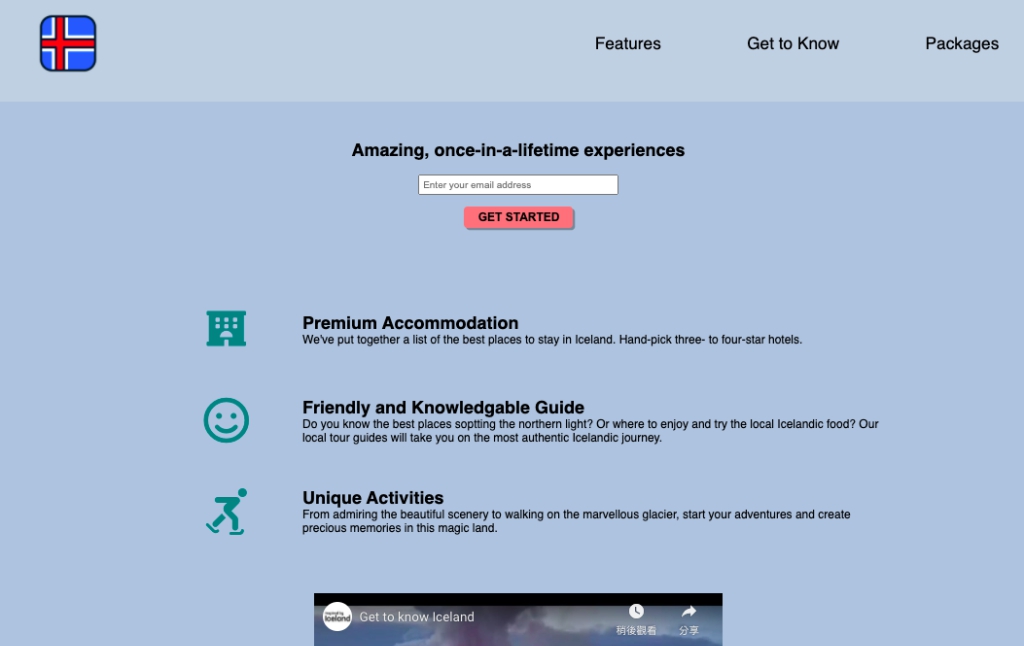 Features
Get to Know
Packages
Amazing, once-in-a-lifetime experiences
Enter your email address
GET STARTED
Premium Accommodation
We've put together a list of the best places to stay in Iceland. Hand-pick three- to four-star hotels.
Friendly and Knowledgable Guide
Do you know the best places soptting the northern light? Or where to enjoy and try the local Icelandic food? Our
local tour guides will take you on the most authentic Icelandic journey.
Unique Activities
From admiring the beautiful scenery to walking on the marvellous glacier, start your adventures and create
precious memories in this magic land.
Iceland
Get to know Iceland
稍後觀看
分享